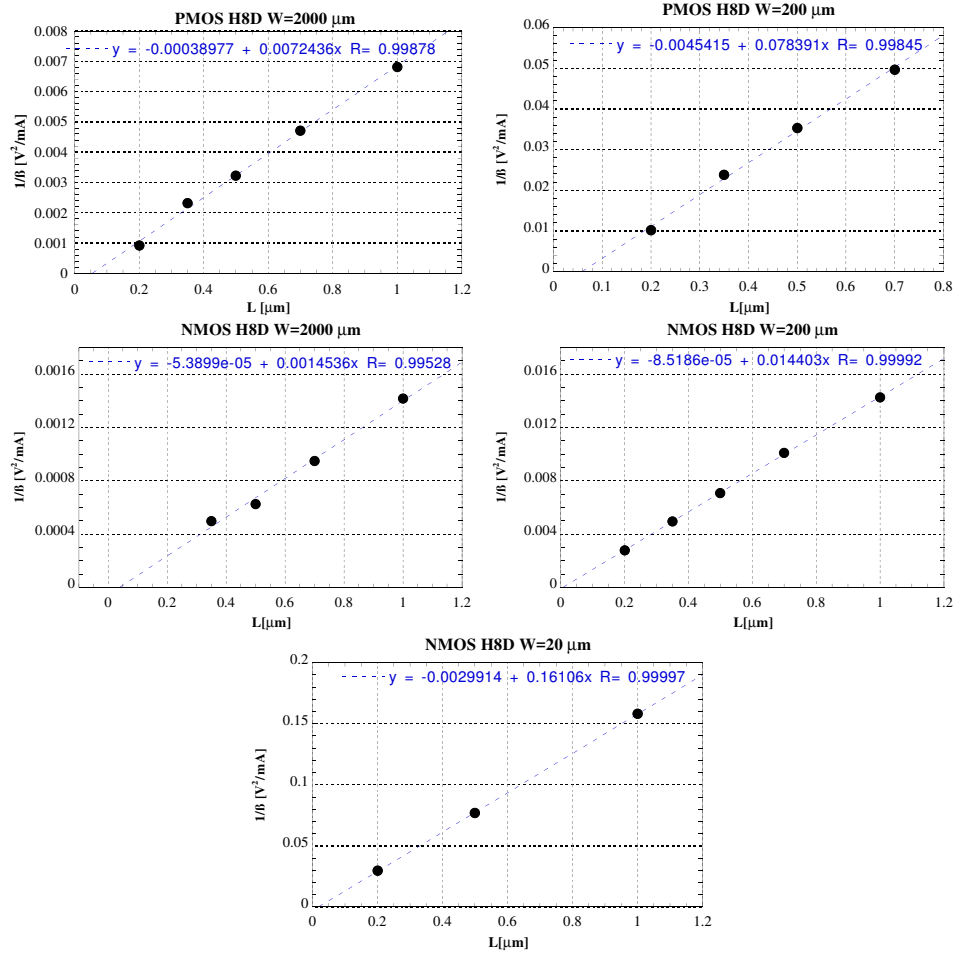 PMOS H8D W=2000 μm
y = -0.00038977 + 0.0072436x R= 0.99878
1/ß [V²/mA]
0.008
0.007
0.006
0.005
0.004
0.003
0.002
0.001
0
0 0.2 0.4 0.6 0.8 1 1.2
L [μm]
PMOS H8D W=200 μm
y = -0.0045415 + 0.078391x R= 0.99845
1/ß [V²/mA]
0.06
0.05
0.04
0.03
0.02
0.01
0
0 0.1 0.2 0.3 0.4 0.5 0.6 0.7 0.8
L[μm]
NMOS H8D W=2000 μm
y = -5.3899e-05 + 0.0014536x R= 0.99528
1/ß [V²/mA]
0.0016
0.0012
0.0008
0.0004
0
0 0.2 0.4 0.6 0.8 1 1.2
L[μm]
NMOS H8D W=200 μm
y = -8.5186e-05 + 0.014403x R= 0.99992
1/ß [V²/mA]
0.016
0.012
0.008
0.004
0
0 0.2 0.4 0.6 0.8 1 1.2
L[μm]
NMOS H8D W=20 μm
y = -0.0029914 + 0.16106x R= 0.99997
1/ß [V²/mA]
0.2
0.15
0.1
0.05
0
0 0.2 0.4 0.6 0.8 1 1.2
L[μm]